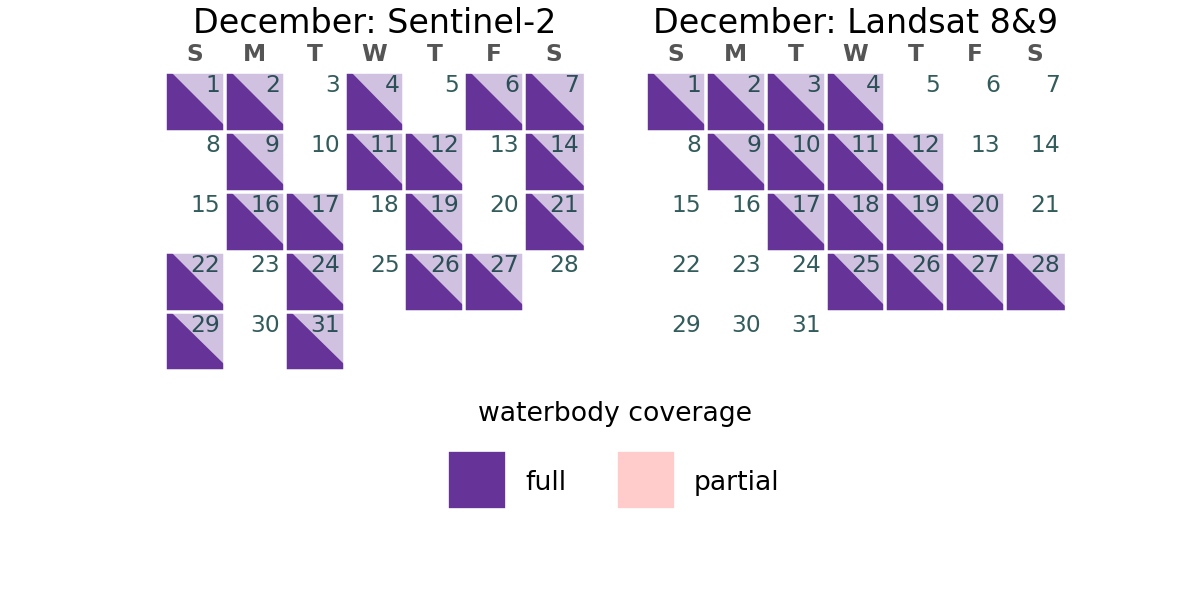 December: Sentinel-2
S M T W T F S
1 2 3 4 5 6 7
8 9 10 11 12 13 14
15 16 17 18 19 20 21
22 23 24 25 26 27 28
29 30 31
December: Landsat 8&9
S M T W T F S
1 2 3 4 5 6 7
8 9 10 11 12 13 14
15 16 17 18 19 20 21
22 23 24 25 26 27 28
29 30 31
waterbody coverage
full partial